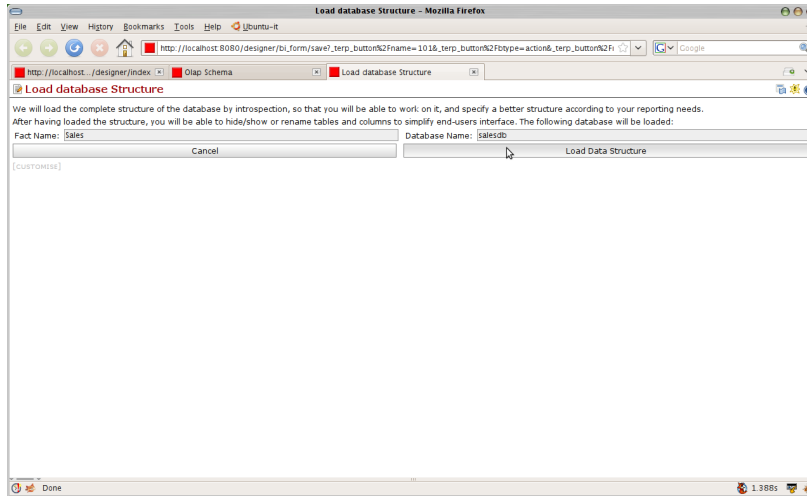 Load database Structure - Mozilla Firefox
File Edit View History Bookmarks Tools Help Ubuntu-it
http://localhost:8080/designer/bi_form/save?_terp_button%2Fname=101&_terp_button%2Fbtype=action&_terp_button%2F
Google
http://localhost.../designer/index
Olap Schema
Load database Structure
Load database Structure
We will load the complete structure of the database by introspection, so that you will be able to work on it, and specify a better structure according to your reporting needs.
After having loaded the structure, you will be able to hide/show or rename tables and columns to simplify end-users interface. The following database will be loaded:
Fact Name: Sales Database Name: salesdb
Cancel Load Data Structure
[CUSTOMISE]
Done 1.388s